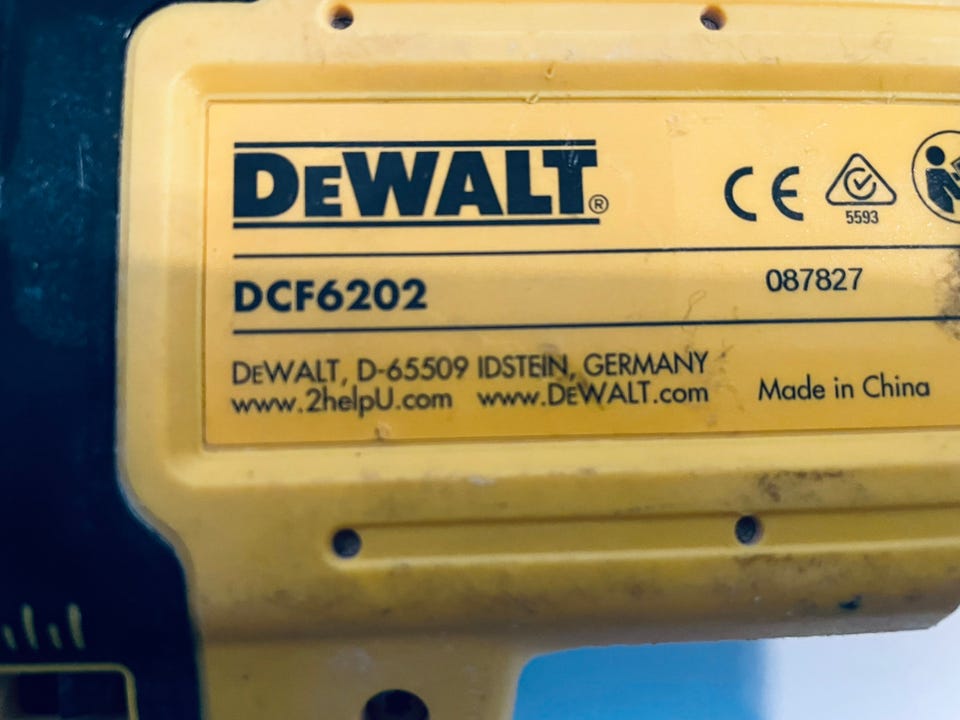 DEWALT®
CE
5593
DCF6202
087827
DEWALT, D-65509 IDSTEIN, GERMANY
www.2helpU.com www.DEWALT.com
Made in China